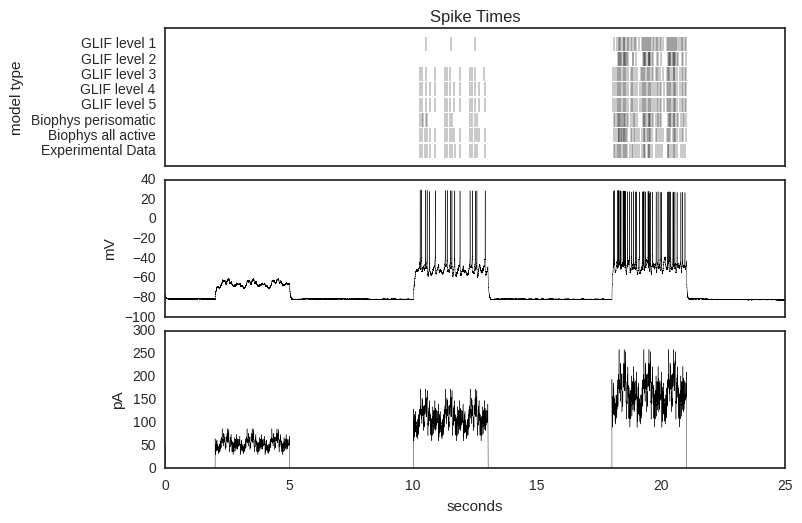 Spike Times
model type
GLIF level 1
GLIF level 2
GLIF level 3
GLIF level 4
GLIF level 5
Biophys perisomatic
Biophys all active
Experimental Data
mV
40
20
0
−20
−40
−60
−80
−100
pA
300
250
200
150
100
50
0
0 5 10 15 20 25
seconds